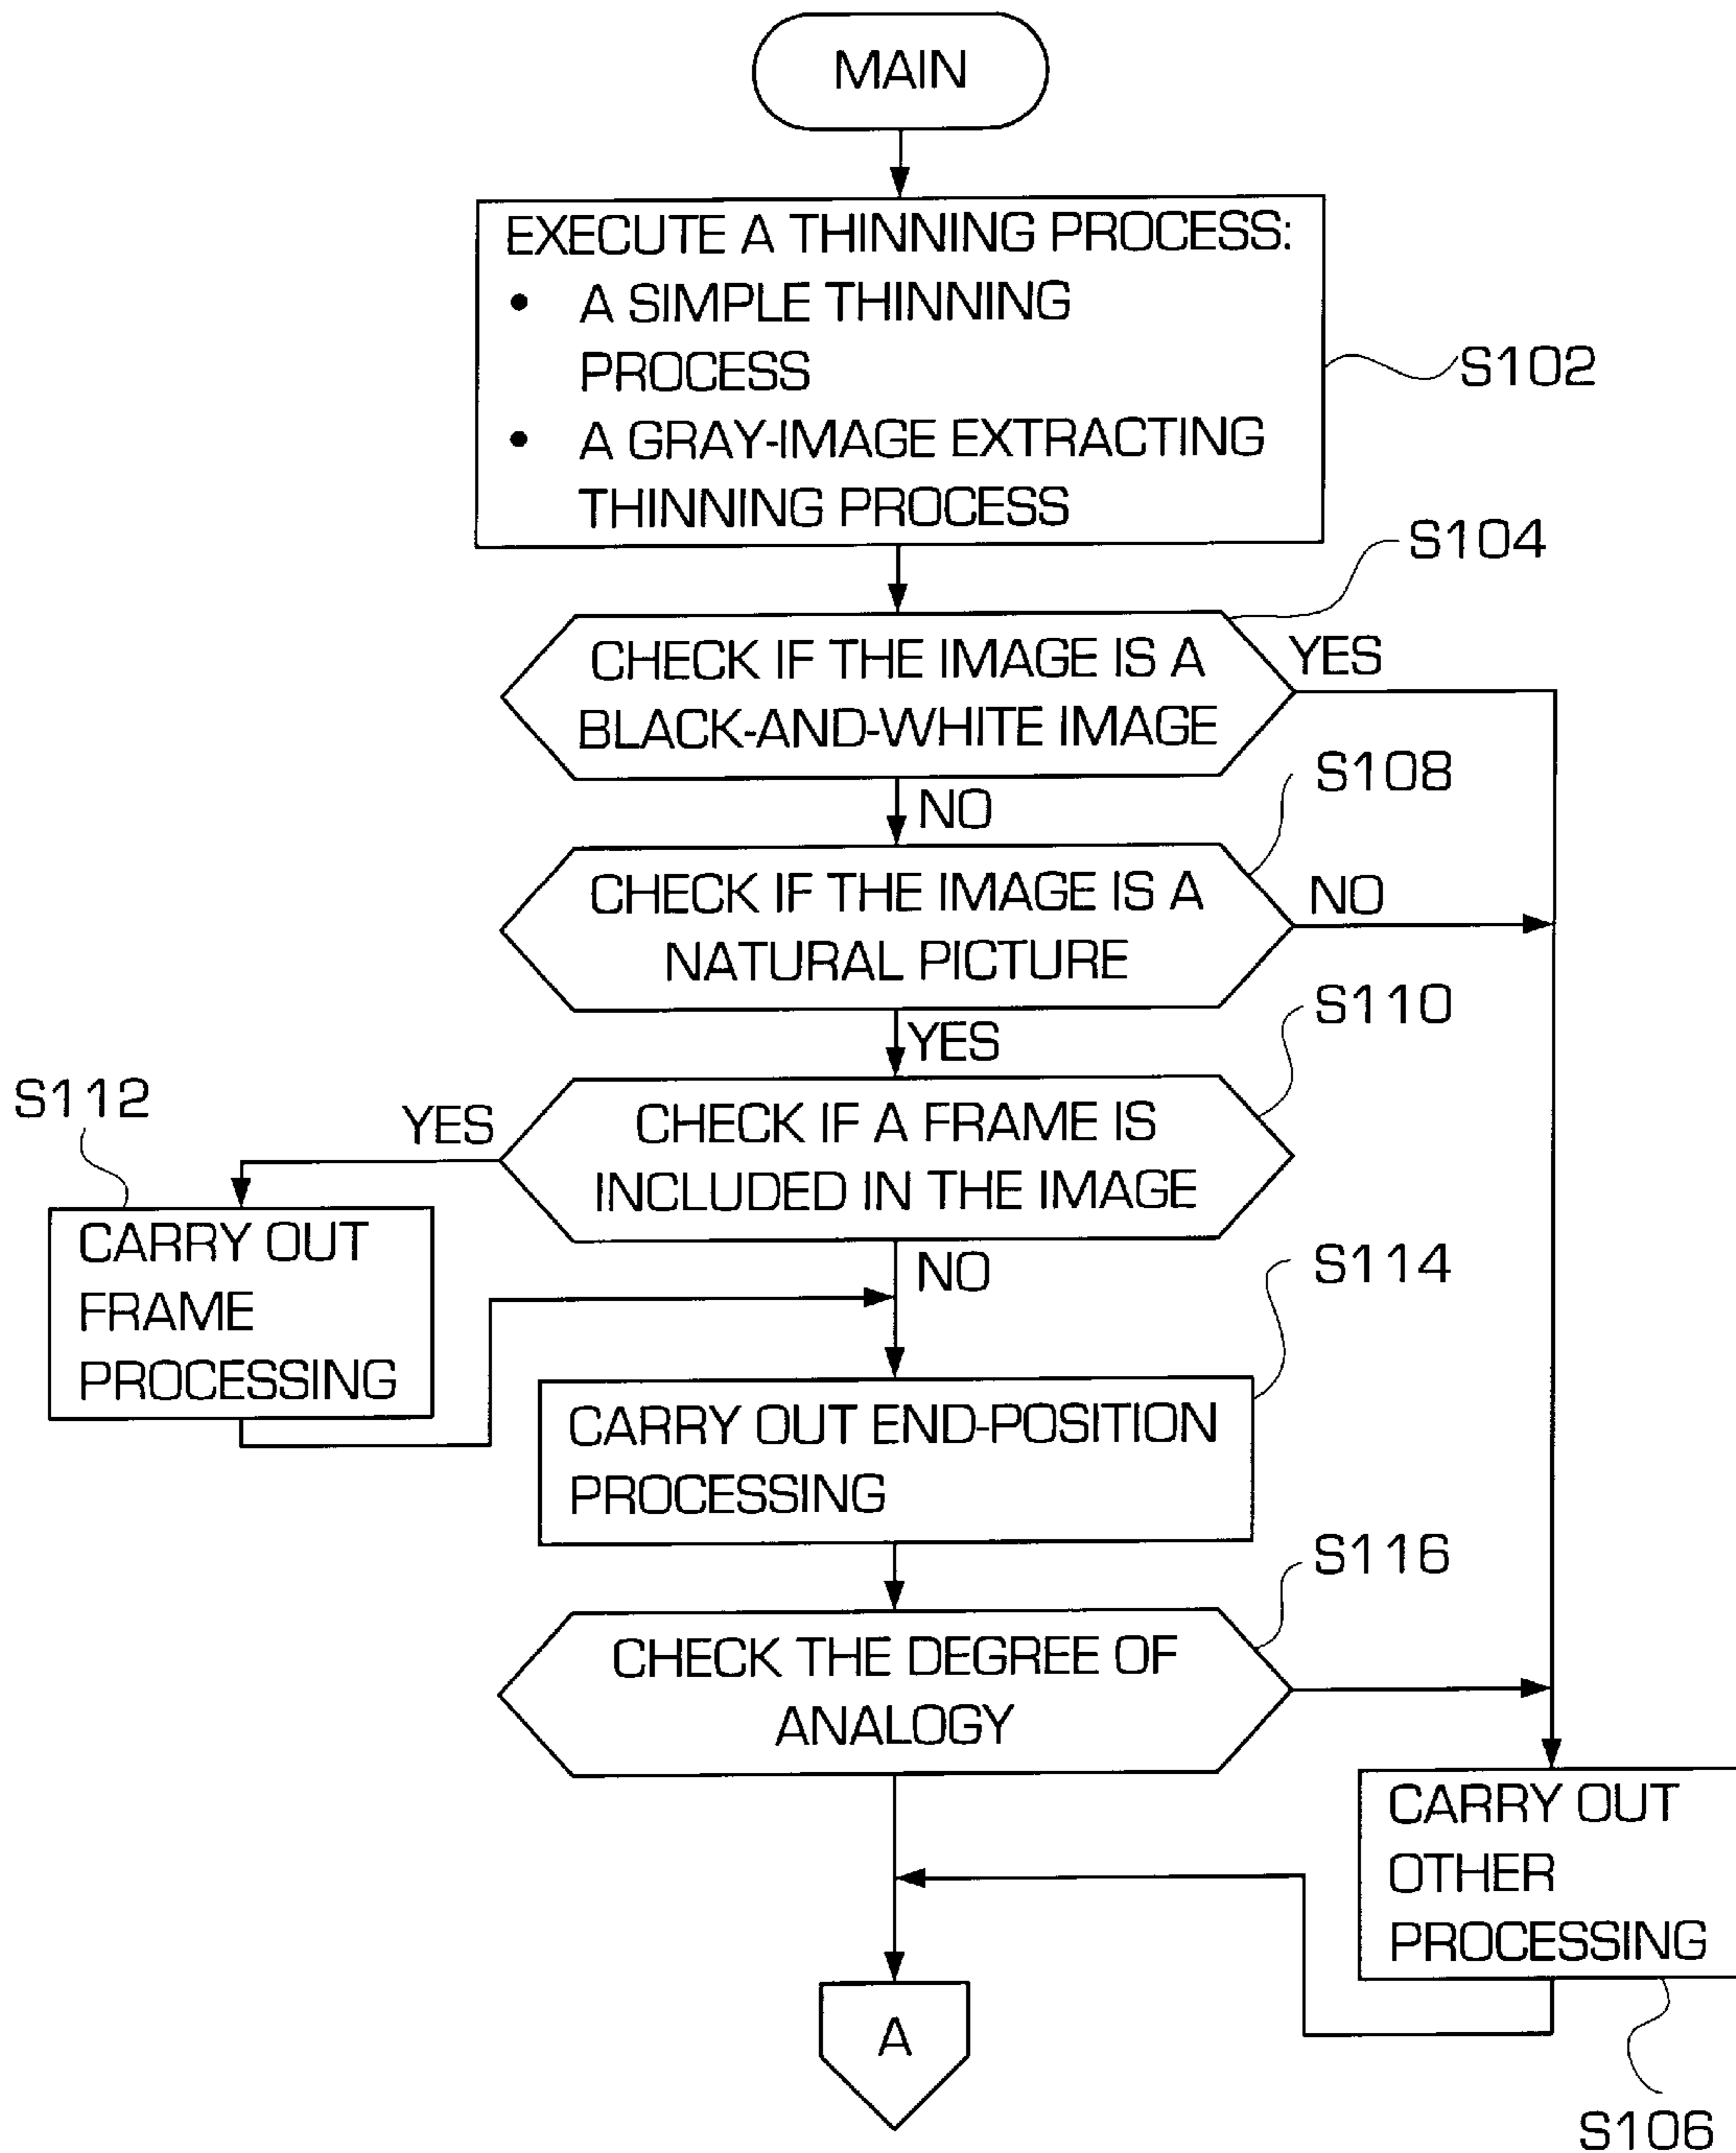 MAIN
EXECUTE A THINNING PROCESS:
• A SIMPLE THINNING
PROCESS
• A GRAY-IMAGE EXTRACTING
THINNING PROCESS
S102
S104
CHECK IF THE IMAGE IS A
BLACK-AND-WHITE IMAGE
YES
NO
S108
CHECK IF THE IMAGE IS A
NATURAL PICTURE
NO
YES
S110
CHECK IF A FRAME IS
INCLUDED IN THE IMAGE
YES
S112
CARRY OUT
FRAME
PROCESSING
NO
S114
CARRY OUT END-POSITION
PROCESSING
S116
CHECK THE DEGREE OF
ANALOGY
CARRY OUT
OTHER
PROCESSING
A
S106